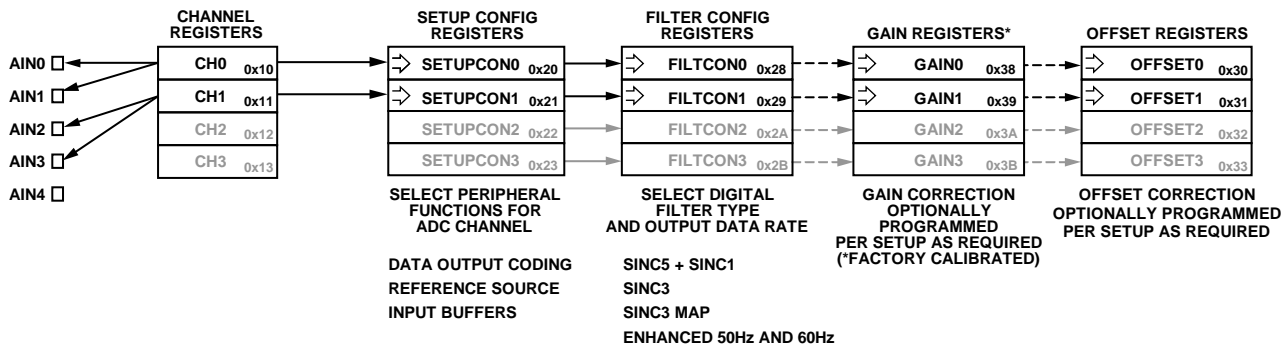 CHANNEL
REGISTERS
SETUP CONFIG
REGISTERS
FILTER CONFIG
REGISTERS
GAIN REGISTERS*
OFFSET REGISTERS
AIN0
AIN1
AIN2
AIN3
AIN4
CH0 0x10
CH1 0x11
CH2 0x12
CH3 0x13
SETUPCON0 0x20
SETUPCON1 0x21
SETUPCON2 0x22
SETUPCON3 0x23
SELECT PERIPHERAL
FUNCTIONS FOR
ADC CHANNEL
DATA OUTPUT CODING
REFERENCE SOURCE
INPUT BUFFERS
FILTCON0 0x28
FILTCON1 0x29
FILTCON2 0x2A
FILTCON3 0x2B
SELECT DIGITAL
FILTER TYPE
AND OUTPUT DATA RATE
SINC5 + SINC1
SINC3
SINC3 MAP
ENHANCED 50Hz AND 60Hz
GAIN0 0x38
GAIN1 0x39
GAIN2 0x3A
GAIN3 0x3B
GAIN CORRECTION
OPTIONALLY
PROGRAMMED
PER SETUP AS REQUIRED
(*FACTORY CALIBRATED)
OFFSET0 0x30
OFFSET1 0x31
OFFSET2 0x32
OFFSET3 0x33
OFFSET CORRECTION
OPTIONALLY PROGRAMMED
PER SETUP AS REQUIRED